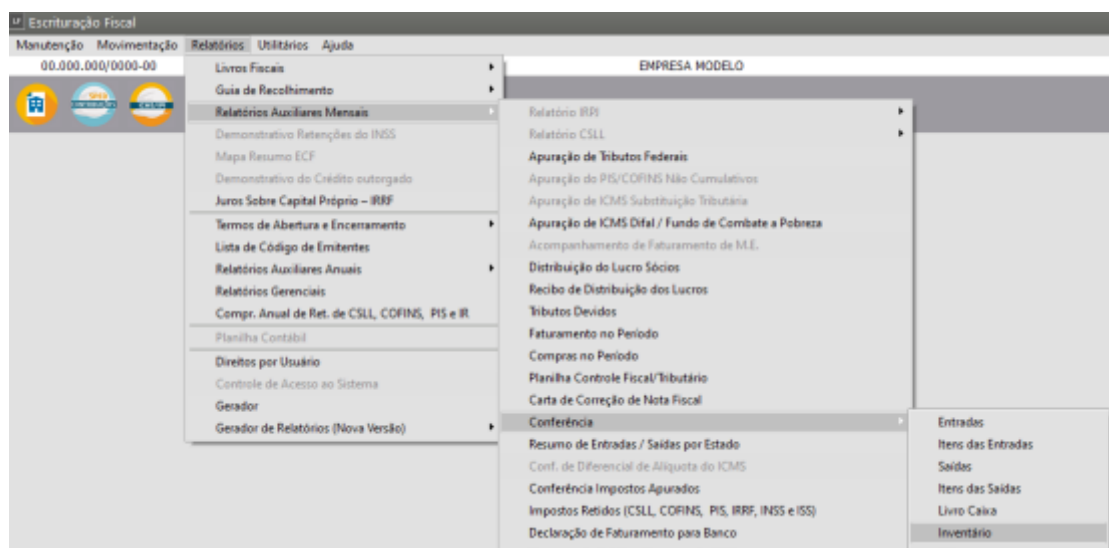 Escrituração Fiscal
Manutenção Movimentação Relatórios Utilitários Ajuda
00.000.000/0000-00 EMPRESA MODELO
Livros Fiscais
Guia de Recolhimento
Relatórios Auxiliares Mensais
Demonstrativo Retenções do INSS
Mapa Resumo ECF
Demonstrativo do Crédito outorgado
Juros Sobre Capital Próprio – IRRF
Termos de Abertura e Encerramento
Lista de Código de Emitentes
Relatórios Auxiliares Anuais
Relatórios Gerenciais
Compr. Anual de Ret. de CSLL, COFINS, PIS e IR
Planilha Contábil
Direitos por Usuário
Controle de Acesso ao Sistema
Gerador
Gerador de Relatórios (Nova Versão)
Relatório IRPJ
Relatório CSLL
Apuração de Tributos Federais
Apuração do PIS/COFINS Não Cumulativos
Apuração de ICMS Substituição Tributária
Apuração de ICMS Difal / Fundo de Combate a Pobreza
Acompanhamento de Faturamento de M.E.
Distribuição do Lucro Sócios
Recibo de Distribuição dos Lucros
Tributos Devidos
Faturamento no Período
Compras no Período
Planilha Controle Fiscal/Tributário
Carta de Correção de Nota Fiscal
Conferência
Resumo de Entradas / Saídas por Estado
Conf. de Diferencial de Alíquota do ICMS
Conferência Impostos Apurados
Impostos Retidos (CSLL, COFINS, PIS, IRRF, INSS e ISS)
Declaração de Faturamento para Banco
Entradas
Itens das Entradas
Saídas
Itens das Saídas
Livro Caixa
Inventário